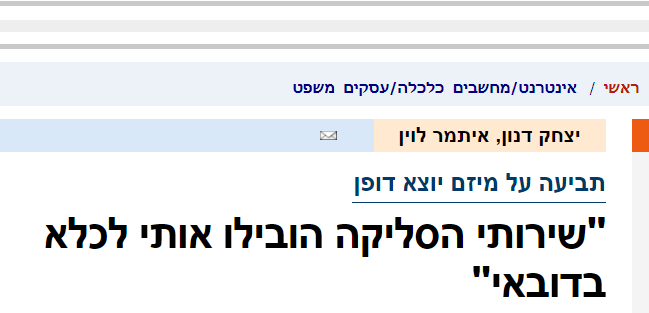 ראשי / אינטרנט/מחשבים כלכלה/עסקים משפט
יצחק דנון, איתמר לוין
תביעה על מיזם יוצא דופן
"שירותי הסליקה הובילו אותי לכלא
בדובאי"